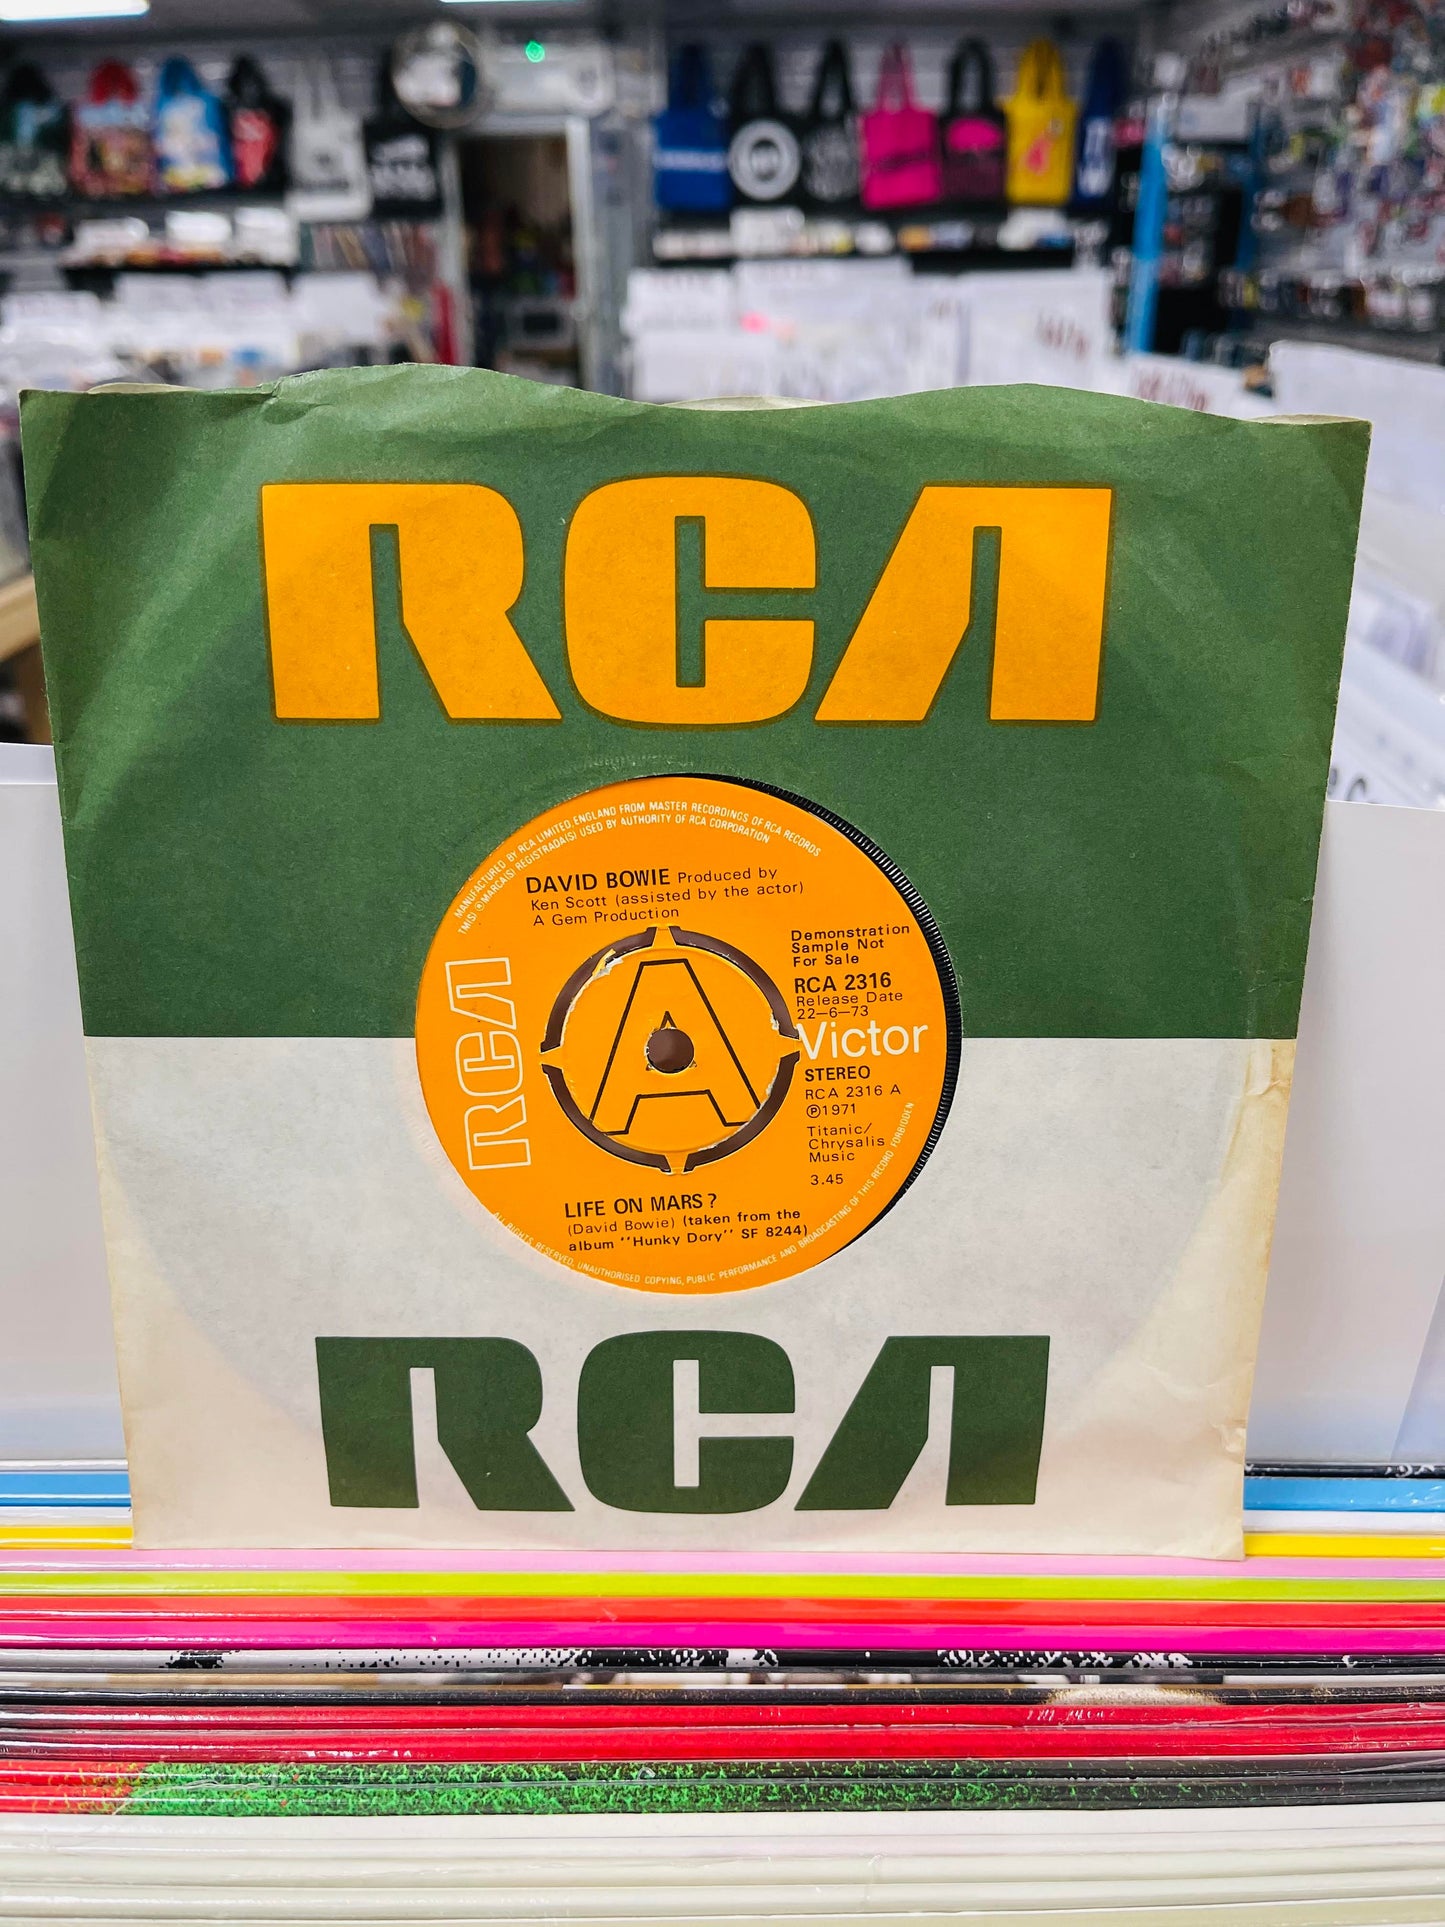 RCA
MANUFACTURED BY RCA LIMITED, ENGLAND FROM MASTER RECORDINGS OF RCA RECORDS
TM(S) ® MARCA(S) REGISTRADA(S) USED BY AUTHORITY OF RCA CORPORATION
DAVID BOWIE Produced by
Ken Scott (assisted by the actor)
A Gem Production
Demonstration
Sample Not
For Sale
RCA 2316
Release Date
22-6-73
RCA
A
Victor
STEREO
RCA 2316 A
Ⓟ1971
Titanic/
Chrysalis
Music
3.45
LIFE ON MARS?
(David Bowie) (taken from the
album "Hunky Dory" SF 8244)
ALL RIGHTS RESERVED, UNAUTHORISED COPYING, PUBLIC PERFORMANCE AND BROADCASTING OF THIS RECORD FORBIDDEN
RCA